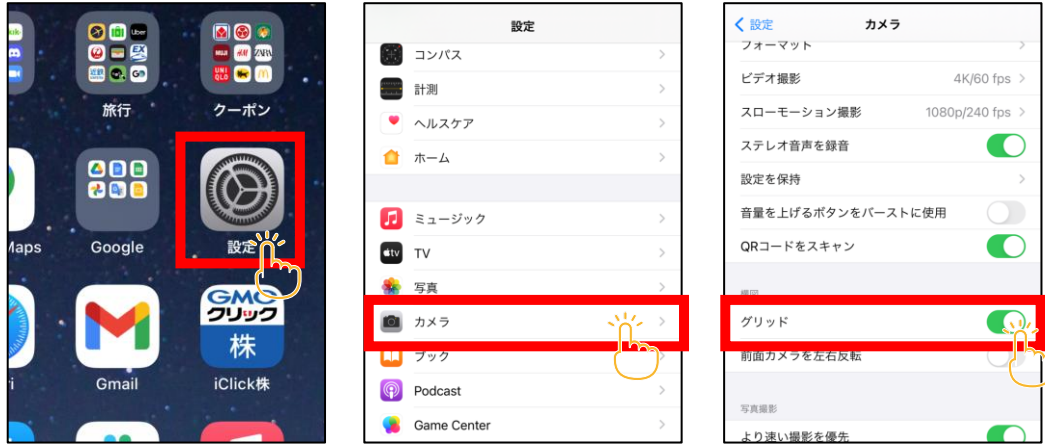 Uber
EX
近鉄
GO
旅行
H&M
ZARA
UNI
QLO
クーポン
Maps
Google
設定
Gmail
GMO
クリック
株
iClick株
設定
コンパス
計測
ヘルスケア
ホーム
ミュージック
tv
TV
写真
カメラ
ブック
Podcast
Game Center
設定
カメラ
フォーマット
ビデオ撮影 4K/60 fps
スローモーション撮影 1080p/240 fps
ステレオ音声を録音
設定を保持
音量を上げるボタンをバーストに使用
QRコードをスキャン
構図
グリッド
前面カメラを左右反転
写真撮影
より速い撮影を優先